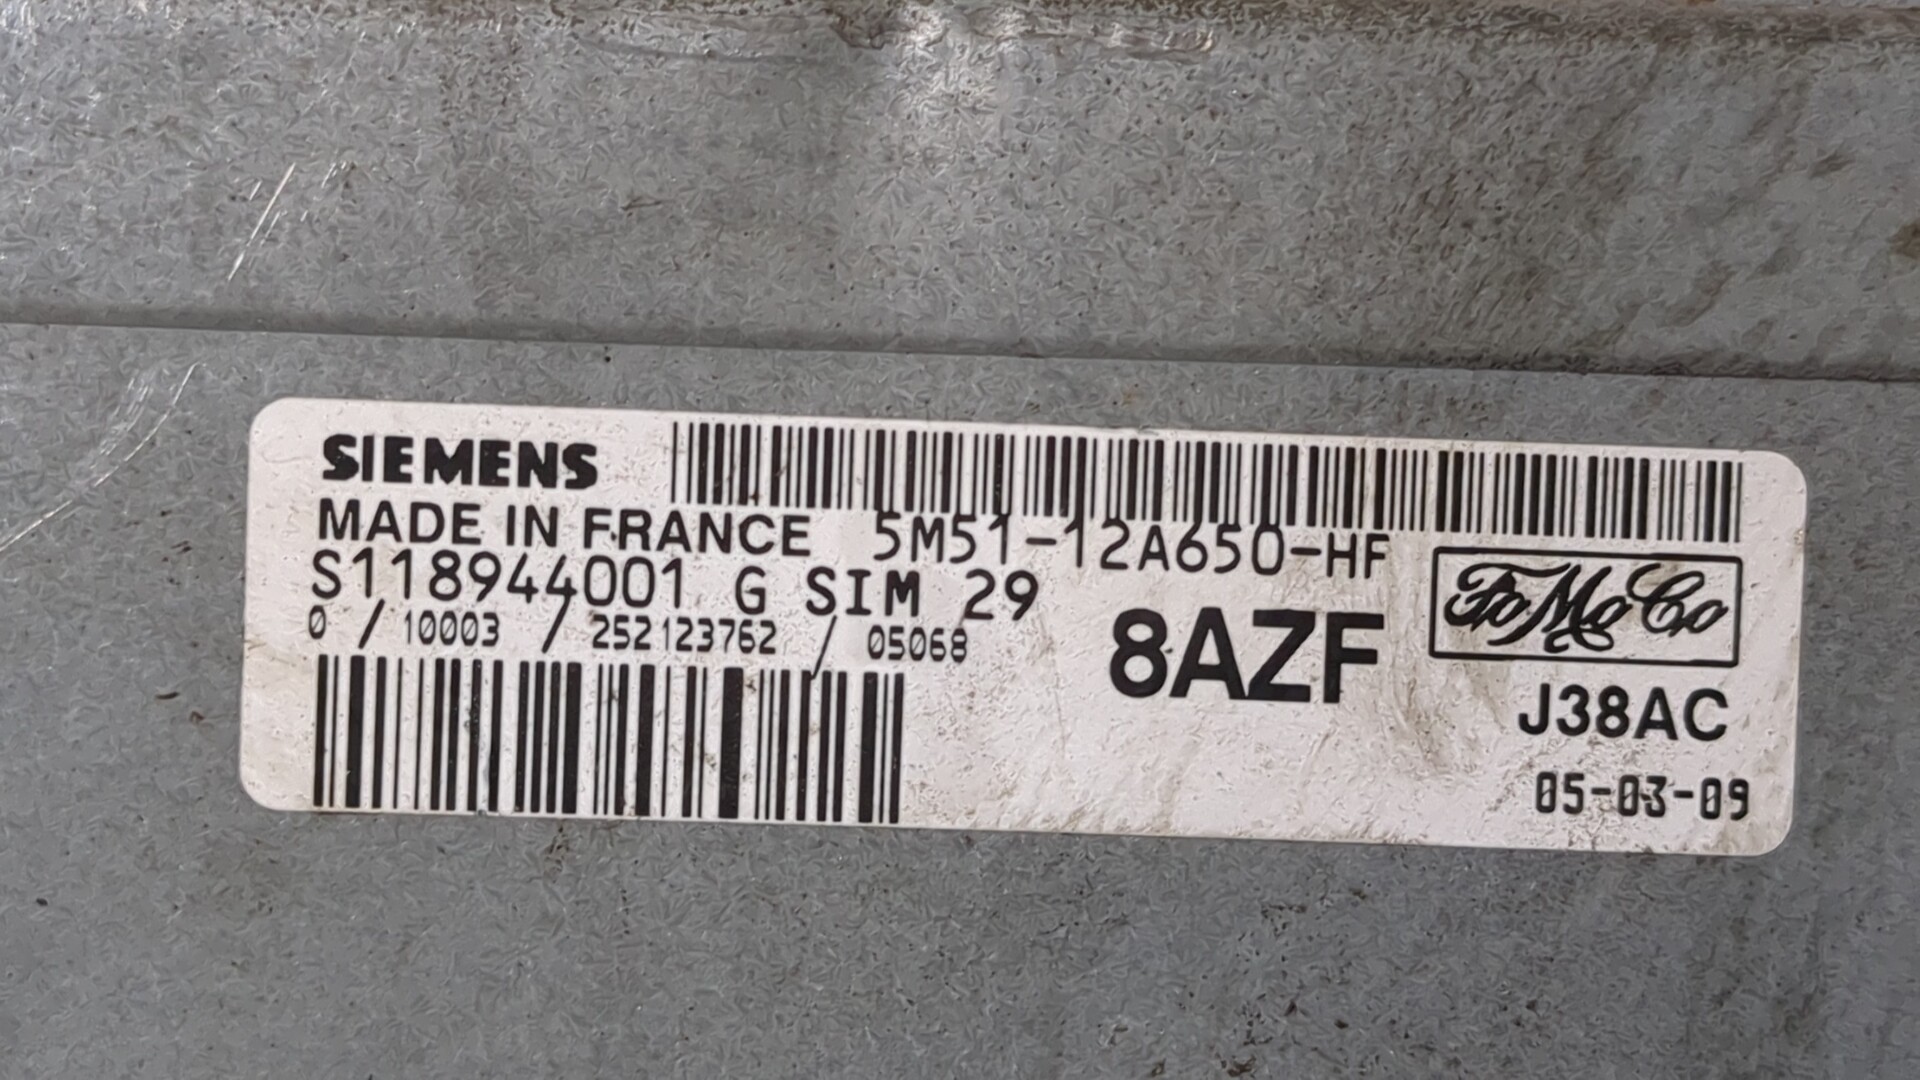 SIEMENS
MADE IN FRANCE 5M51-12A650-HF
S118944001 G SIM 29
0 / 10003 / 252123762 / 05068
8AZF
FoMoCo
J38AC
05-03-09